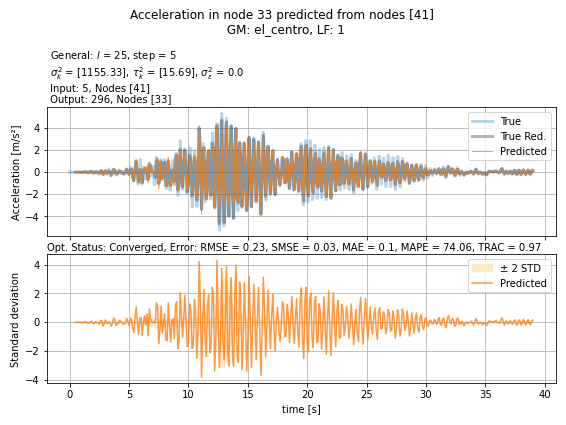 Acceleration in node 33 predicted from nodes [41]
GM: el_centro, LF: 1
General: l = 25, step = 5
σ²ₖ = [1155.33], τ²ₖ = [15.69], σ²ε = 0.0
Input: 5, Nodes [41]
Output: 296, Nodes [33]
Acceleration [m/s²]
4
2
0
−2
−4
True
True Red.
Predicted
Opt. Status: Converged, Error: RMSE = 0.23, SMSE = 0.03, MAE = 0.1, MAPE = 74.06, TRAC = 0.97
Standard deviation
4
2
0
−2
−4
± 2 STD
Predicted
0 5 10 15 20 25 30 35 40
time [s]